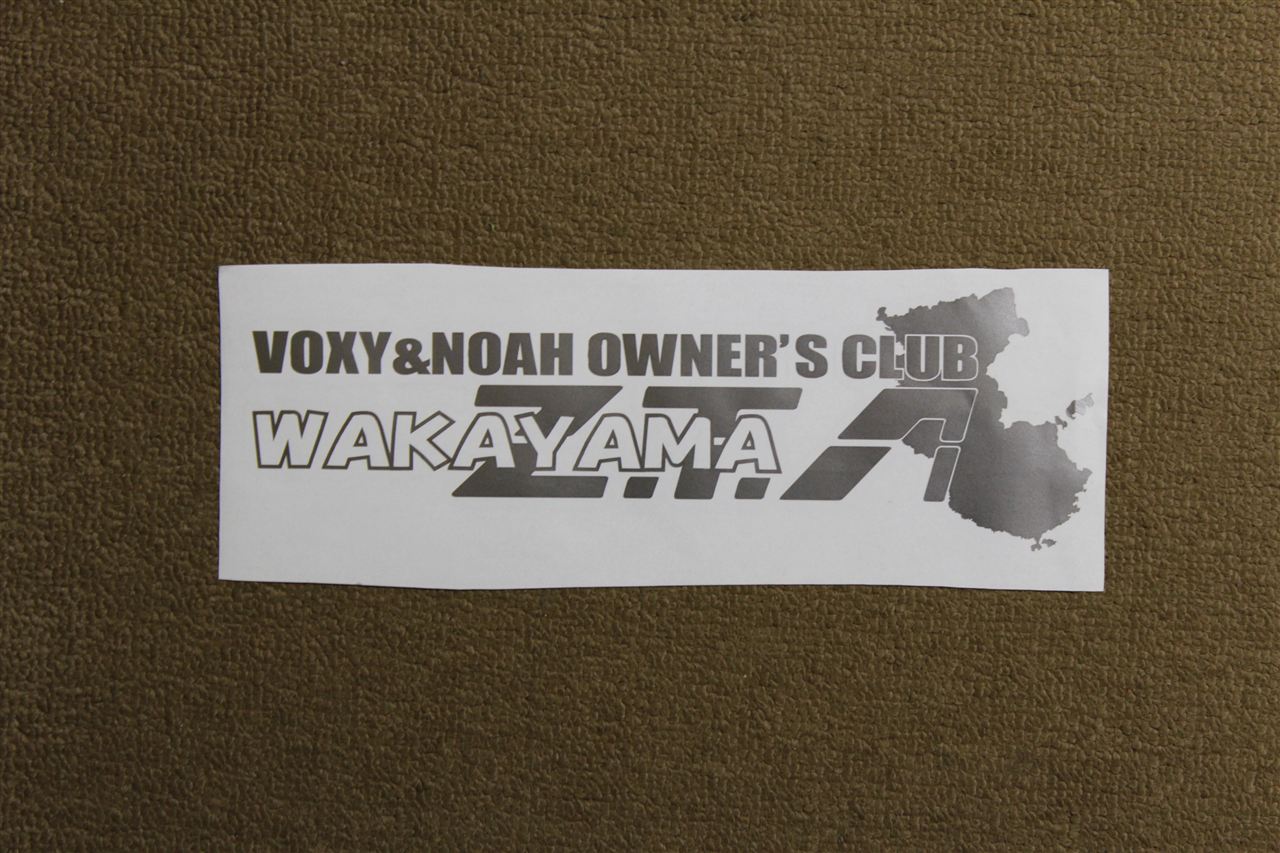 VOXY&NOAH OWNER'S CLUB
WAKAYAMA
Z.T.